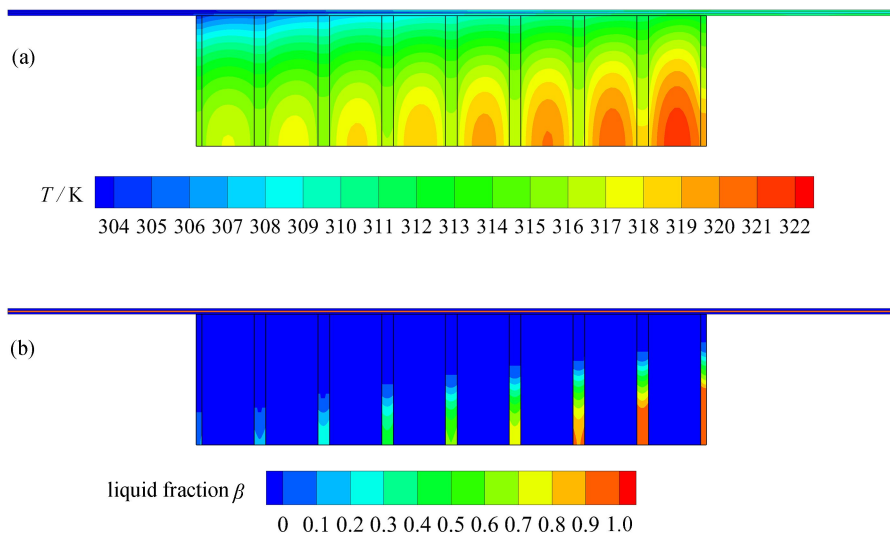 (a)
T / K
304 305 306 307 308 309 310 311 312 313 314 315 316 317 318 319 320 321 322
(b)
liquid fraction β
0 0.1 0.2 0.3 0.4 0.5 0.6 0.7 0.8 0.9 1.0